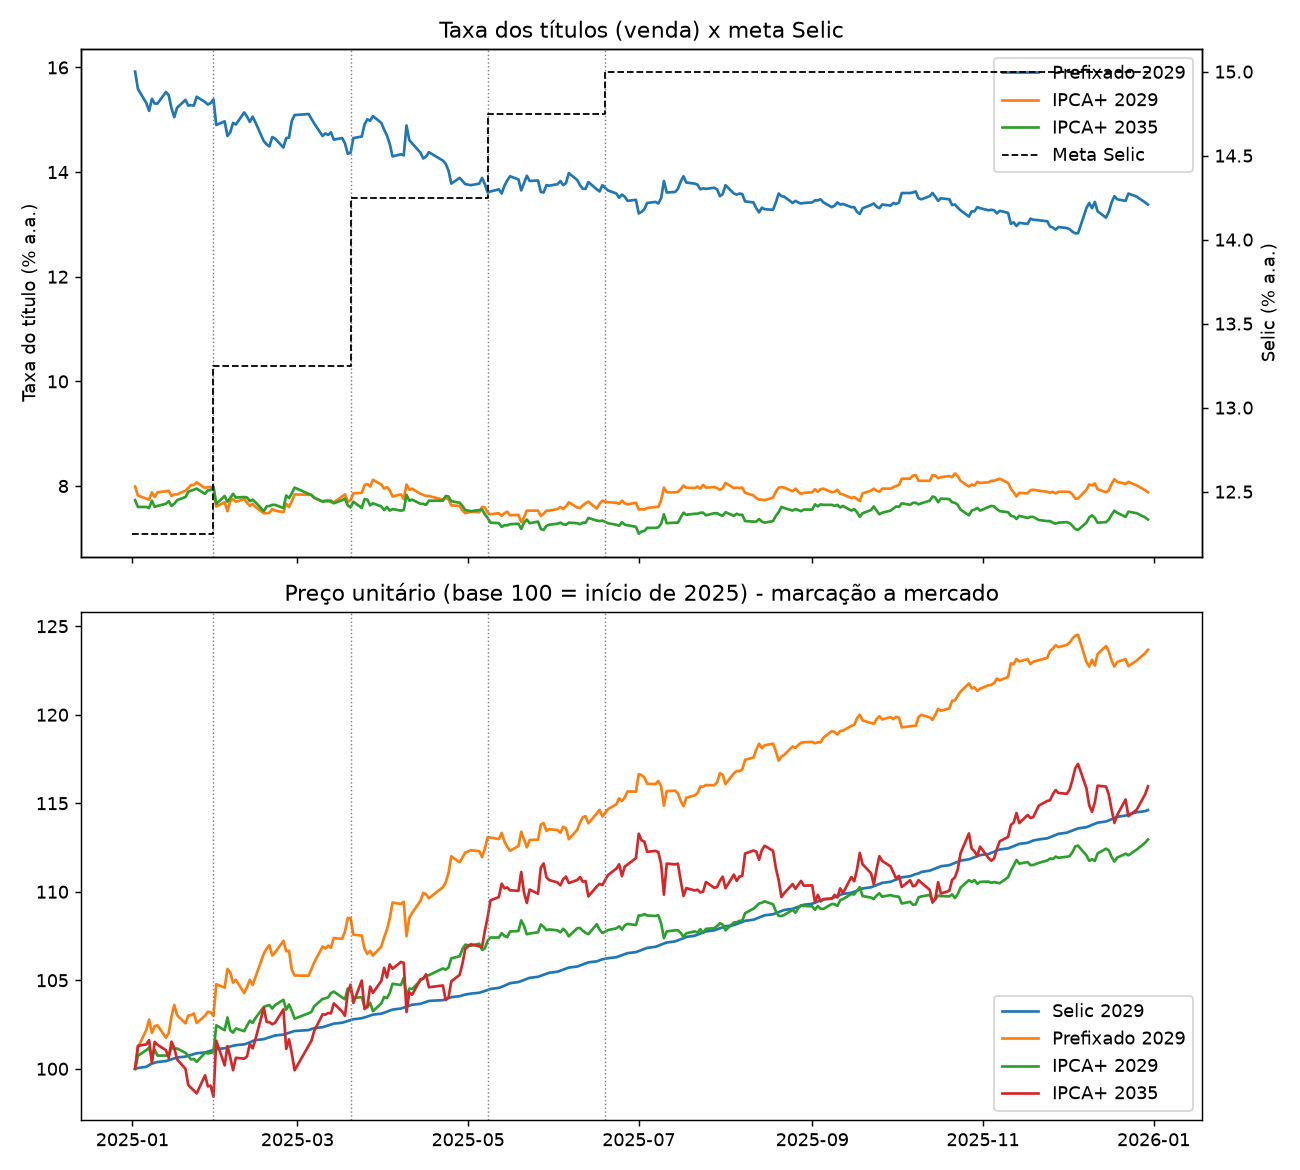 Taxa dos títulos (venda) x meta Selic
Taxa do título (% a.a.)
16
14
12
10
8
Prefixado 2029
IPCA+ 2029
IPCA+ 2035
Meta Selic
15.0
14.5
14.0
13.5
13.0
12.5
Selic (% a.a.)
Preço unitário (base 100 = início de 2025) - marcação a mercado
125
120
115
110
105
100
Selic 2029
Prefixado 2029
IPCA+ 2029
IPCA+ 2035
2025-01
2025-03
2025-05
2025-07
2025-09
2025-11
2026-01